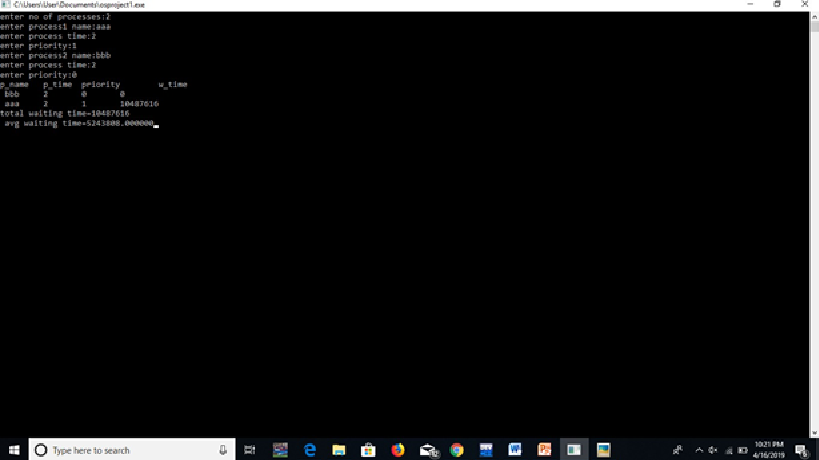 C:\Users\User\Documents\osproject1.exe
enter no of processes:2
enter process1 name:aaa
enter process time:2
enter priority:1
enter process2 name:bbb
enter process time:2
enter priority:0
p_name p_time priority w_time
bbb 2 0 0
aaa 2 1 10487616
total waiting time=10487616
avg waiting time=5243808.000000
Type here to search
10:21 PM
4/16/2019